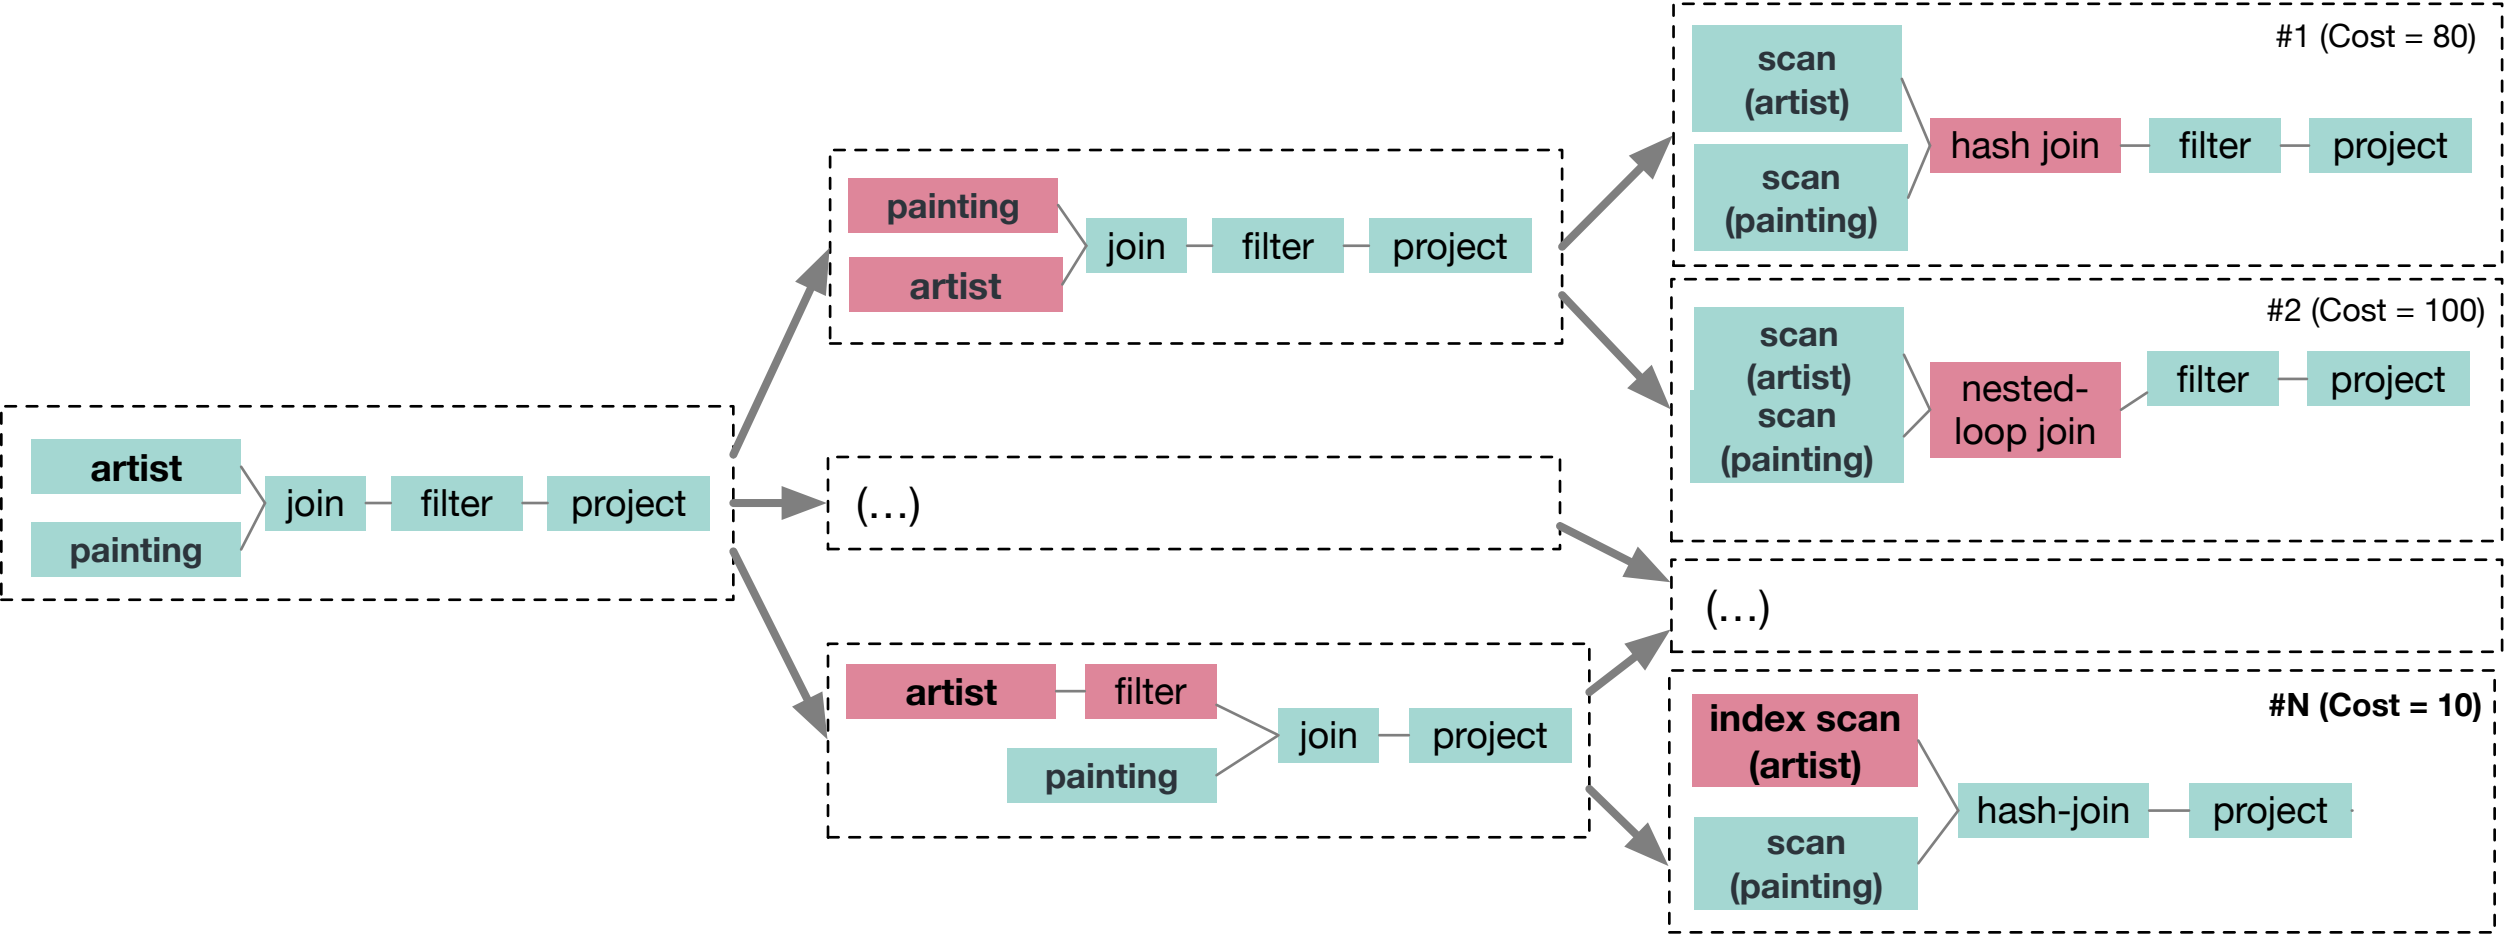 artist
painting
join
filter
project
painting
artist
join
filter
project
(...)
artist
filter
painting
join
project
#1 (Cost = 80)
scan
(artist)
scan
(painting)
hash join
filter
project
#2 (Cost = 100)
scan
(artist)
scan
(painting)
nested-
loop join
filter
project
(...)
#N (Cost = 10)
index scan
(artist)
scan
(painting)
hash-join
project